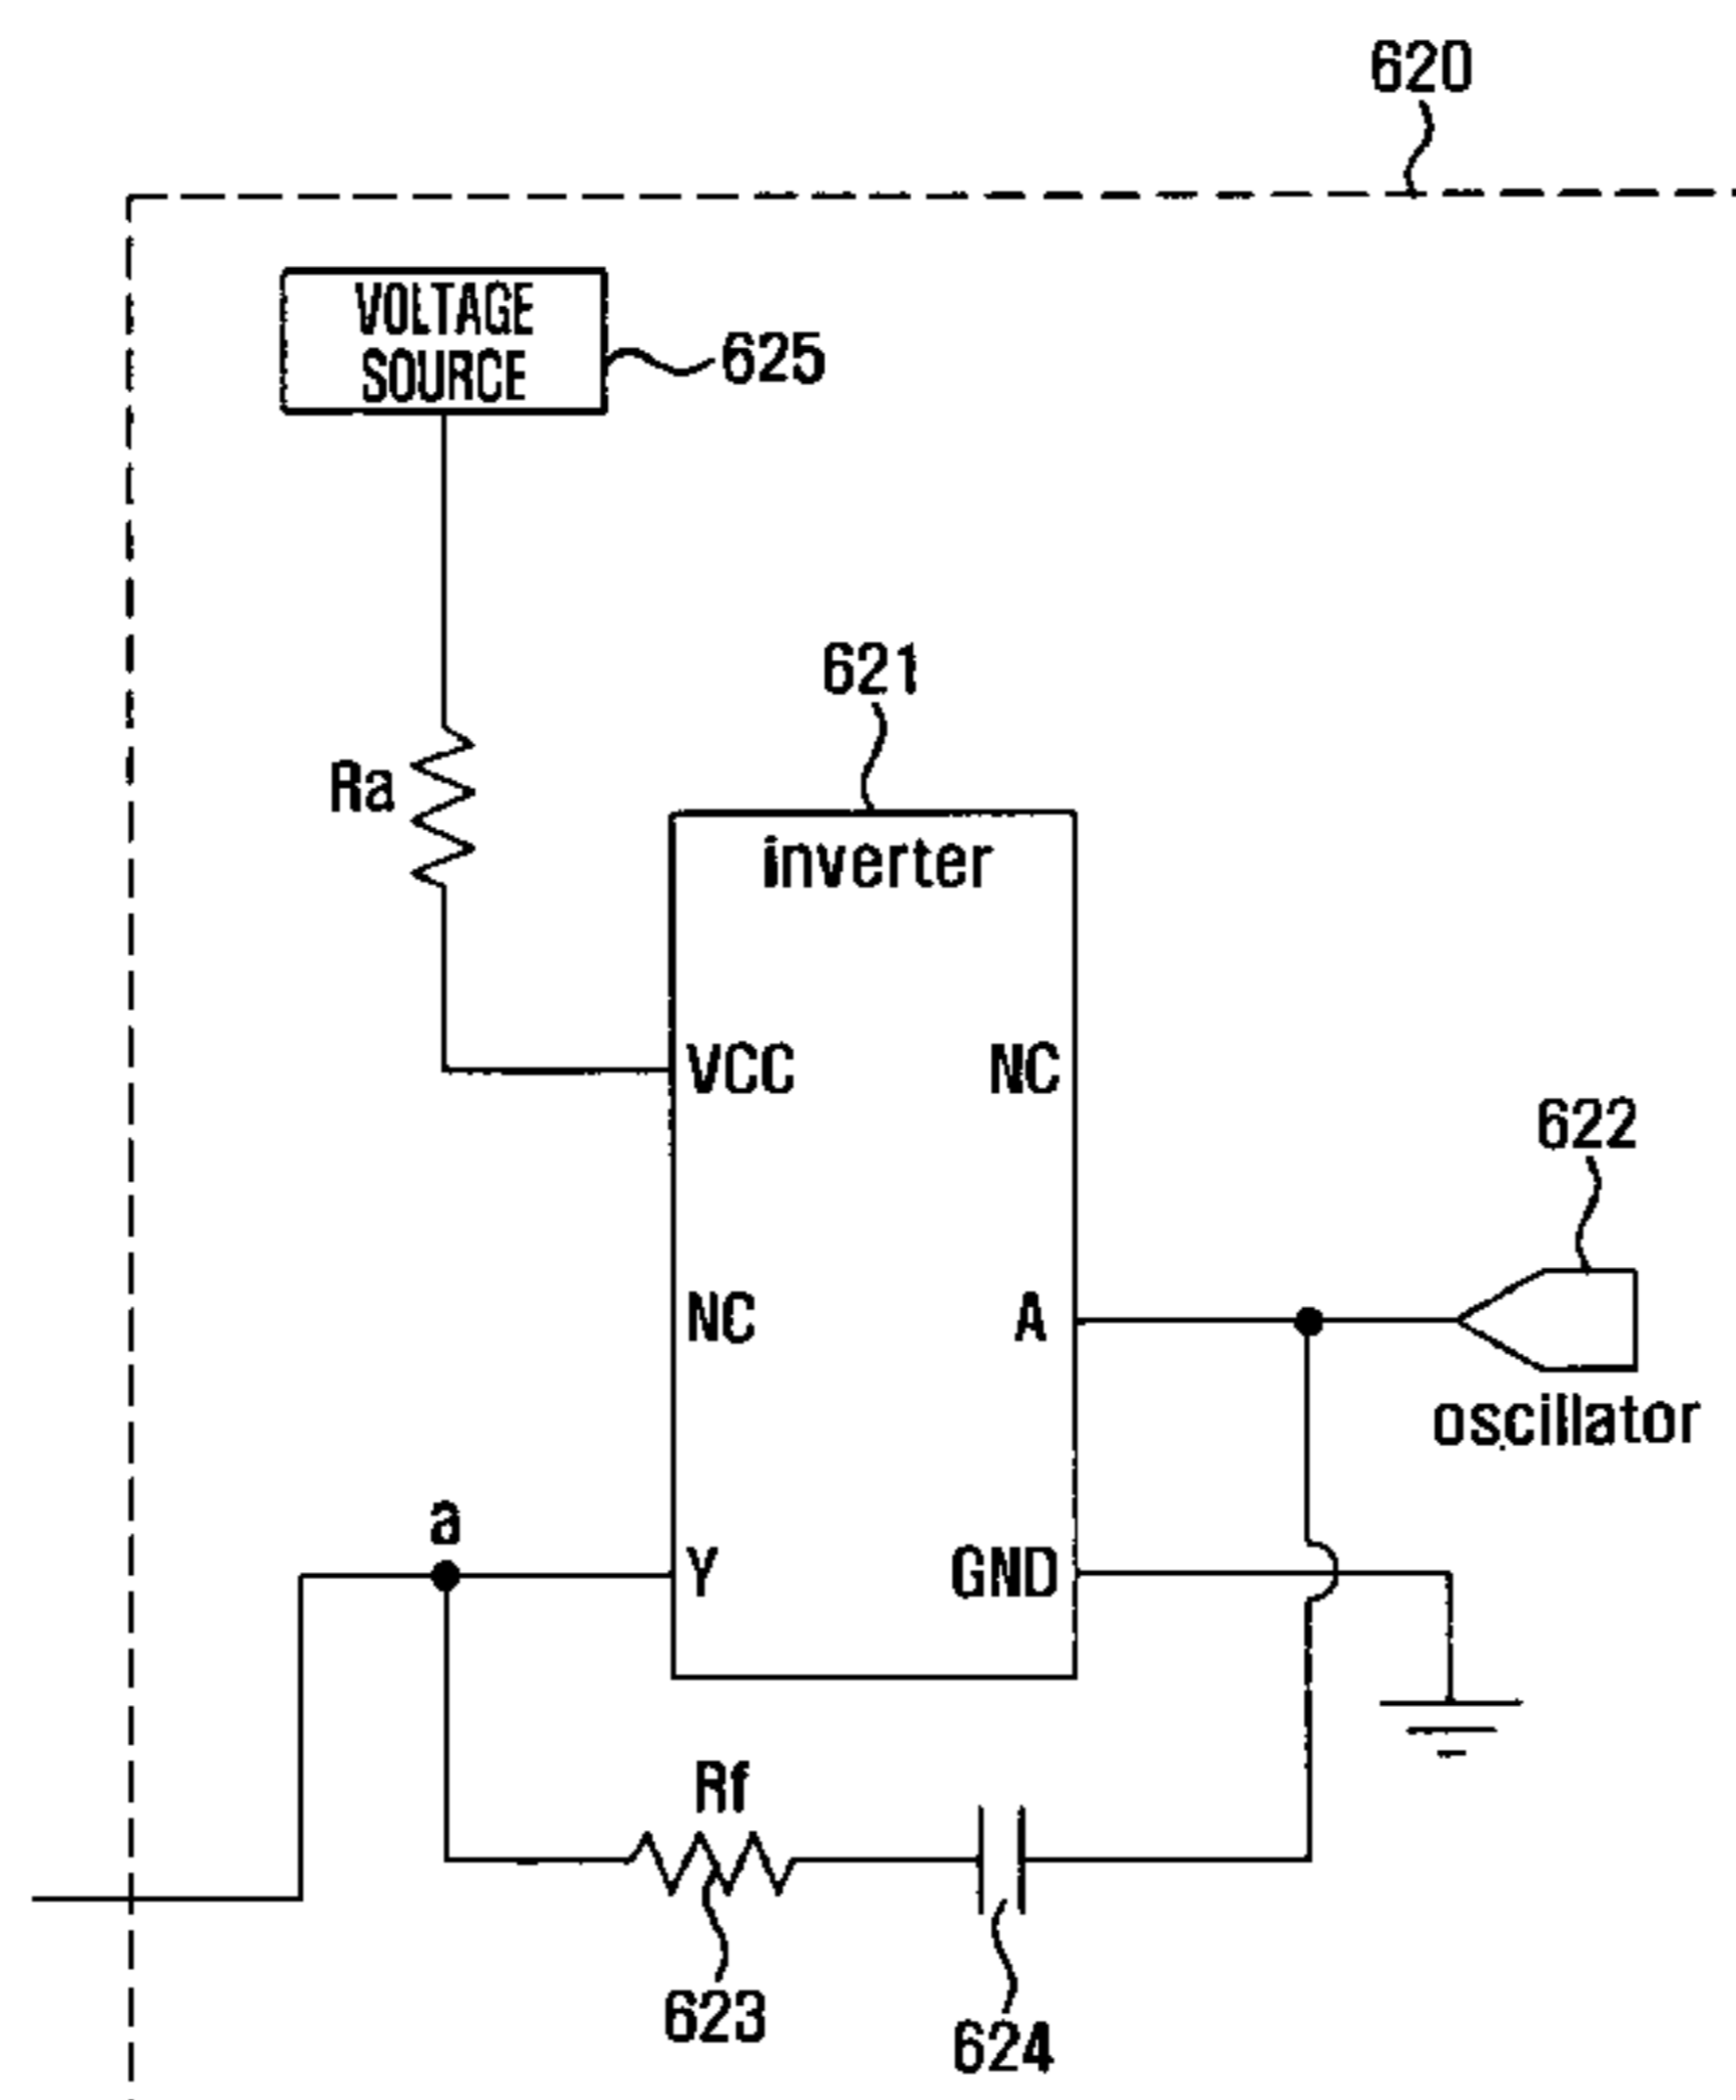 620
VOLTAGE
SOURCE
625
621
Ra
inverter
VCC
NC
622
NC
A
oscillator
a
Y
GND
Rf
623
624